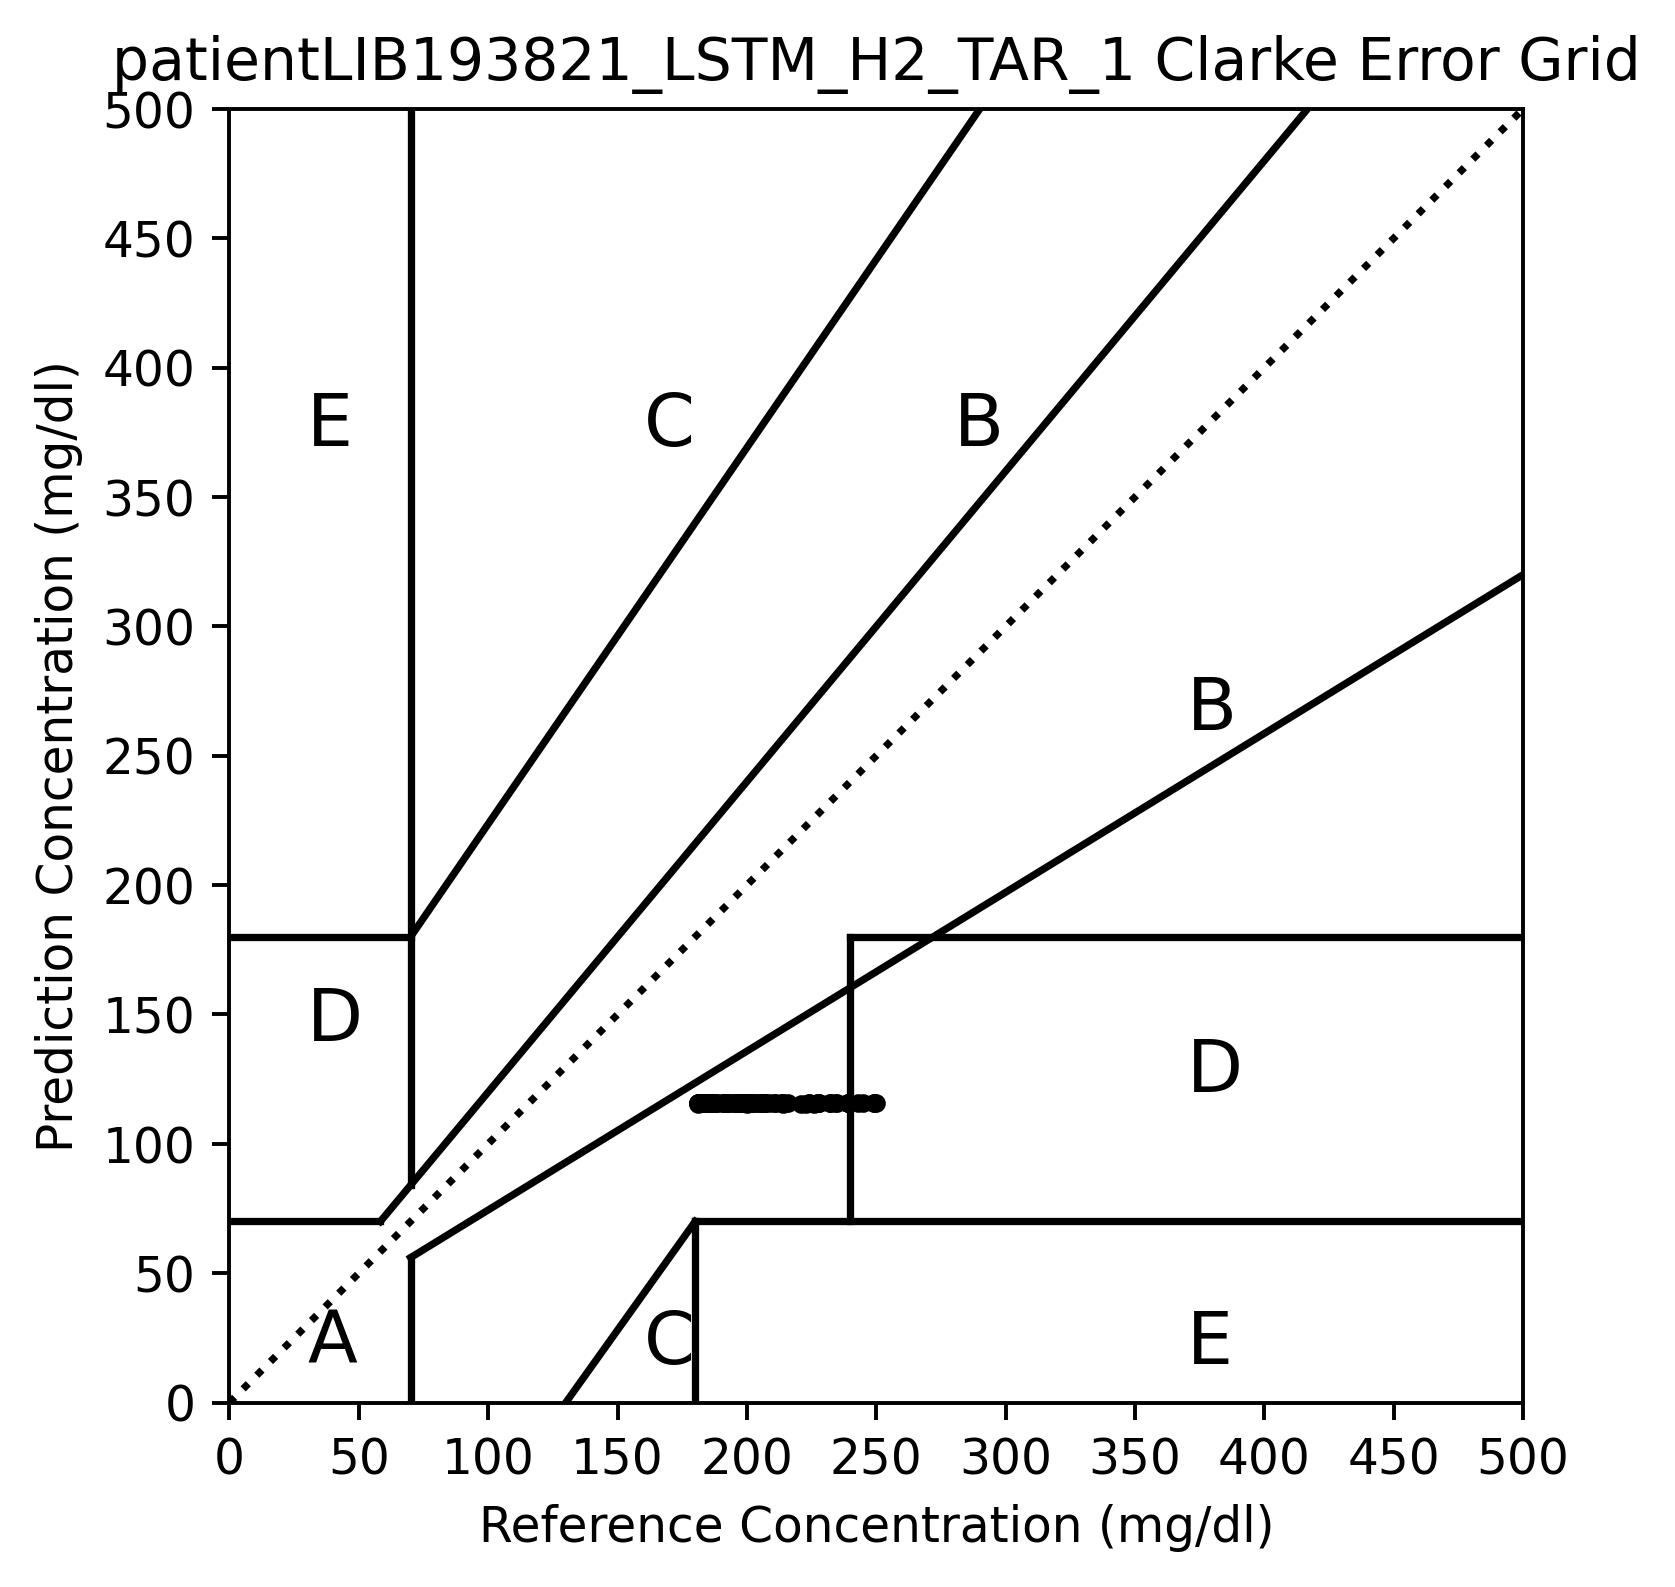 patientLIB193821_LSTM_H2_TAR_1 Clarke Error Grid
500
450
400
350
300
250
200
150
100
50
0
Prediction Concentration (mg/dl)
E
C
B
B
D
D
A
C
E
0 50 100 150 200 250 300 350 400 450 500
Reference Concentration (mg/dl)